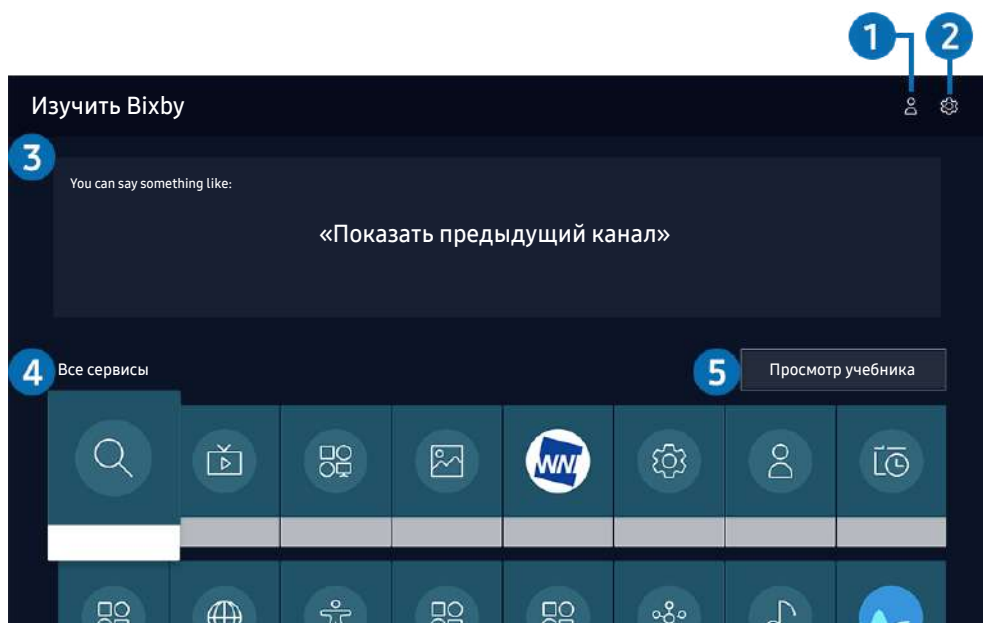 1 2
Изучить Bixby
3
You can say something like:
«Показать предыдущий канал»
4 Все сервисы
5 Просмотр учебника
WNI